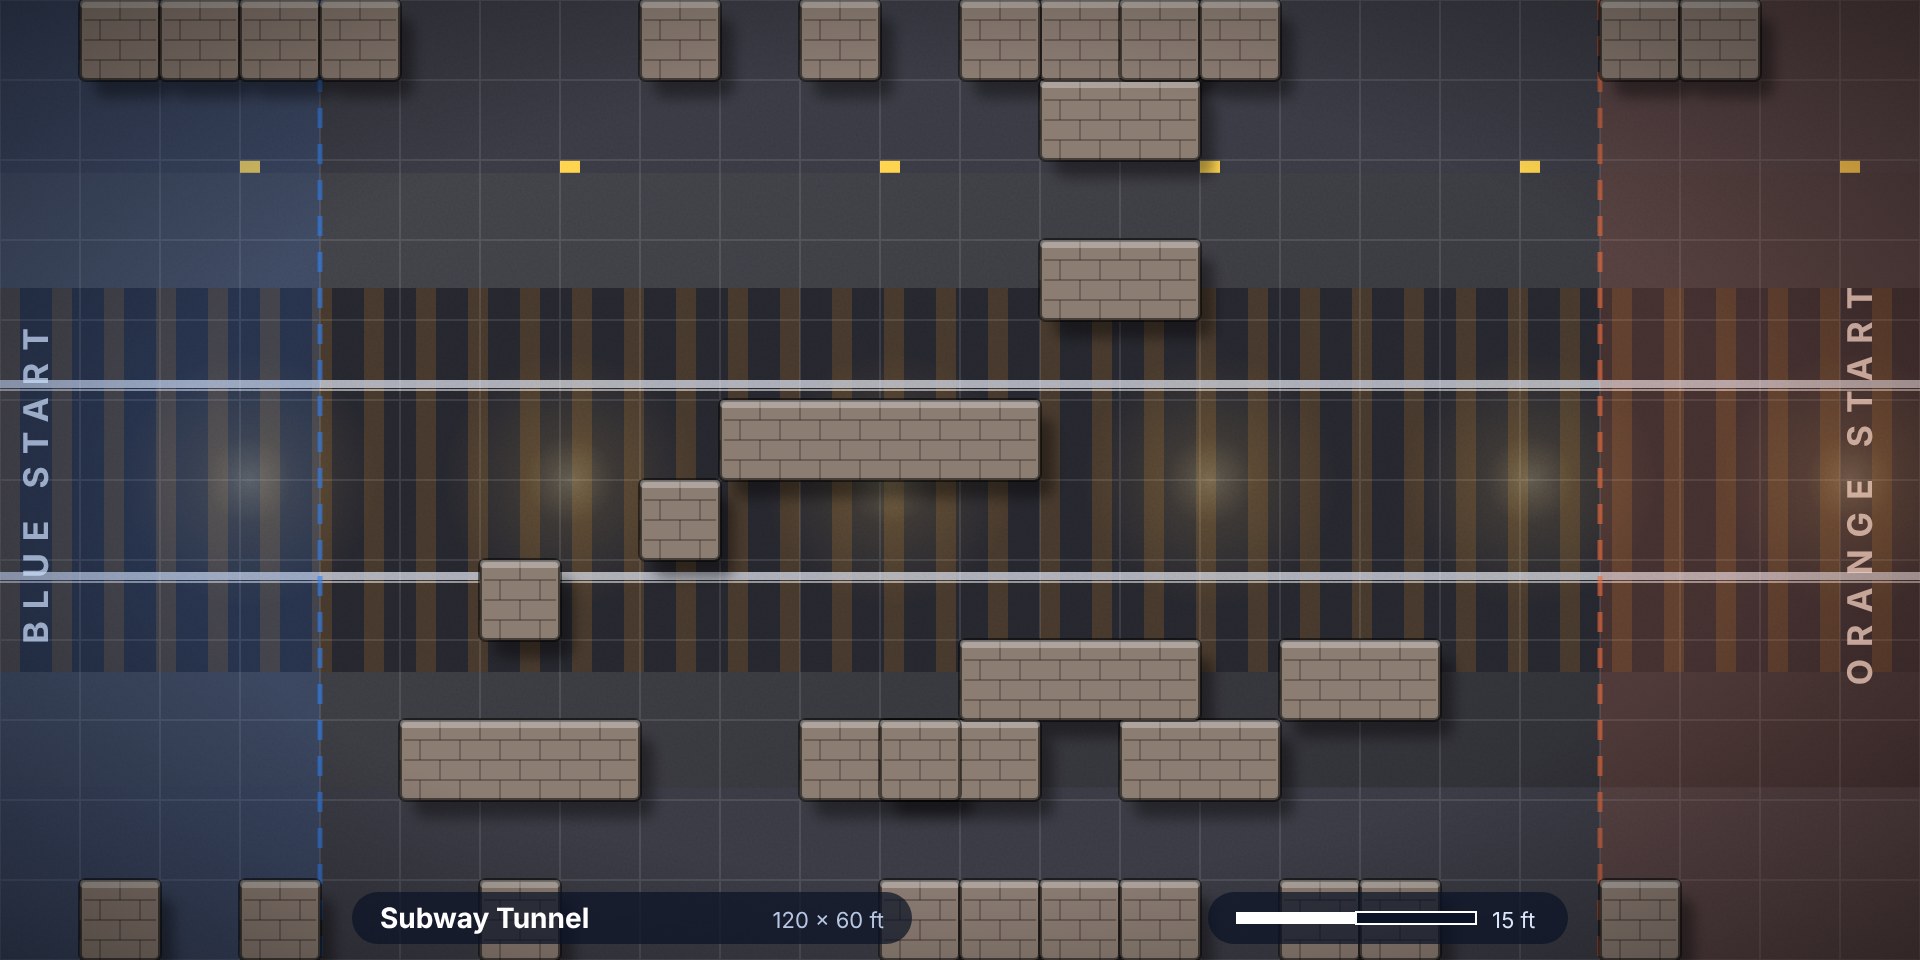 BLUE START
ORANGE START
Subway Tunnel
120 × 60 ft
15 ft